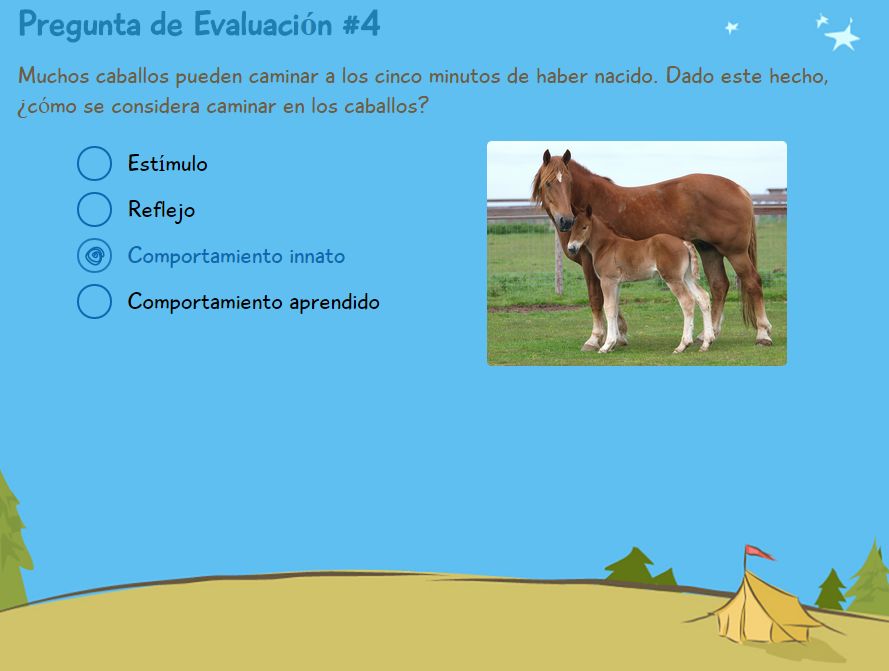 Pregunta de Evaluación #4
Muchos caballos pueden caminar a los cinco minutos de haber nacido. Dado este hecho,
¿cómo se considera caminar en los caballos?
Estímulo
Reflejo
Comportamiento innato
Comportamiento aprendido